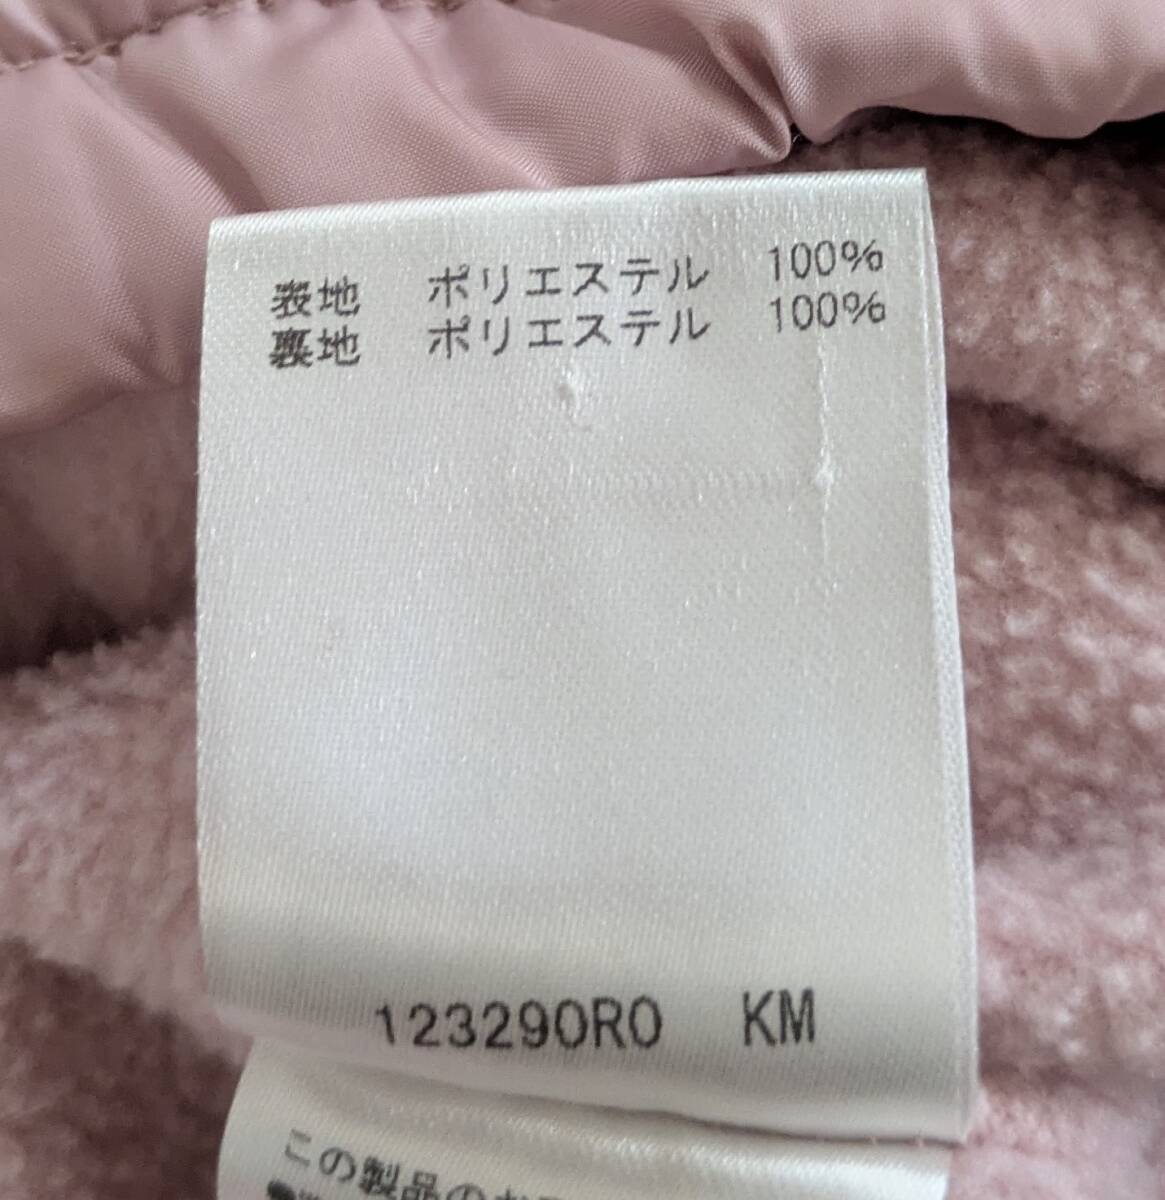 表地 ポリエステル 100%
裏地 ポリエステル 100%
123290R0 KM
この製品の